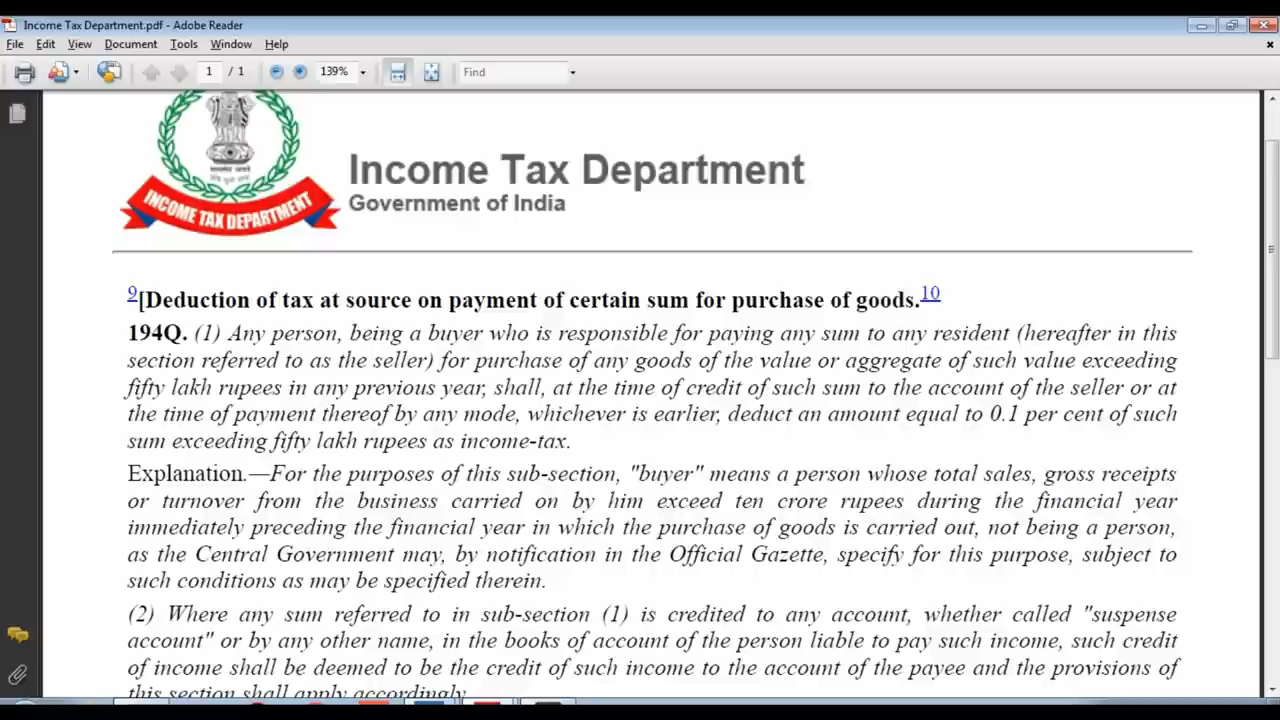 Income Tax Department.pdf - Adobe Reader
File Edit View Document Tools Window Help
1 / 1 139% Find
INCOME TAX DEPARTMENT
Income Tax Department
Government of India
9[Deduction of tax at source on payment of certain sum for purchase of goods.10
194Q. (1) Any person, being a buyer who is responsible for paying any sum to any resident (hereafter in this
section referred to as the seller) for purchase of any goods of the value or aggregate of such value exceeding
fifty lakh rupees in any previous year, shall, at the time of credit of such sum to the account of the seller or at
the time of payment thereof by any mode, whichever is earlier, deduct an amount equal to 0.1 per cent of such
sum exceeding fifty lakh rupees as income-tax.
Explanation.—For the purposes of this sub-section, "buyer" means a person whose total sales, gross receipts
or turnover from the business carried on by him exceed ten crore rupees during the financial year
immediately preceding the financial year in which the purchase of goods is carried out, not being a person,
as the Central Government may, by notification in the Official Gazette, specify for this purpose, subject to
such conditions as may be specified therein.
(2) Where any sum referred to in sub-section (1) is credited to any account, whether called "suspense
account" or by any other name, in the books of account of the person liable to pay such income, such credit
of income shall be deemed to be the credit of such income to the account of the payee and the provisions of
this section shall apply accordingly